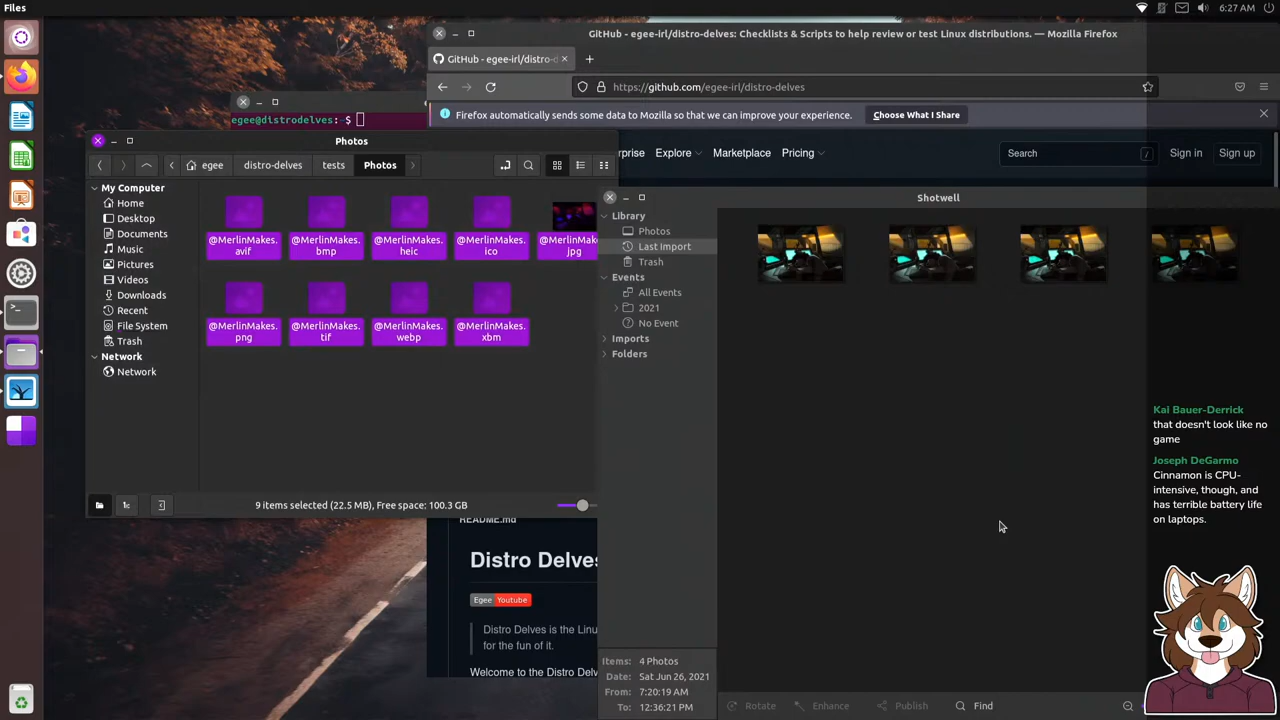 Files
6:27 AM
GitHub - egee-irl/distro-delves: Checklists & Scripts to help review or test Linux distributions. — Mozilla Firefox
GitHub - egee-irl/distro-d
https://github.com/egee-irl/distro-delves
egee@distrodelves: $
Firefox automatically sends some data to Mozilla so that we can improve your experience.
Choose What I Share
Explore
Marketplace
Pricing
Search
/
Sign in
Sign up
Photos
egee
distro-delves
tests
Photos
My Computer
Home
Desktop
Documents
Music
Pictures
Videos
Downloads
Recent
File System
Trash
Network
Network
@MerlinMakes.
avif
@MerlinMakes.
bmp
@MerlinMakes.
heic
@MerlinMakes.
ico
@MerlinMake
jpg
@MerlinMakes.
png
@MerlinMakes.
tif
@MerlinMakes.
webp
@MerlinMakes.
xbm
9 items selected (22.5 MB), Free space: 100.3 GB
Shotwell
Library
Photos
Last Import
Trash
Events
All Events
2021
No Event
Imports
Folders
Items: 4 Photos
Date: Sat Jun 26, 2021
From: 7:20:19 AM
To: 12:36:21 PM
Rotate
Enhance
Publish
Find
README.md
Distro Delves
Egee Youtube
Distro Delves is the Linu
for the fun of it.
Welcome to the Distro Delv
Kai Bauer-Derrick
that doesn't look like no
game
Joseph DeGarmo
Cinnamon is CPU-
intensive, though, and
has terrible battery life
on laptops.